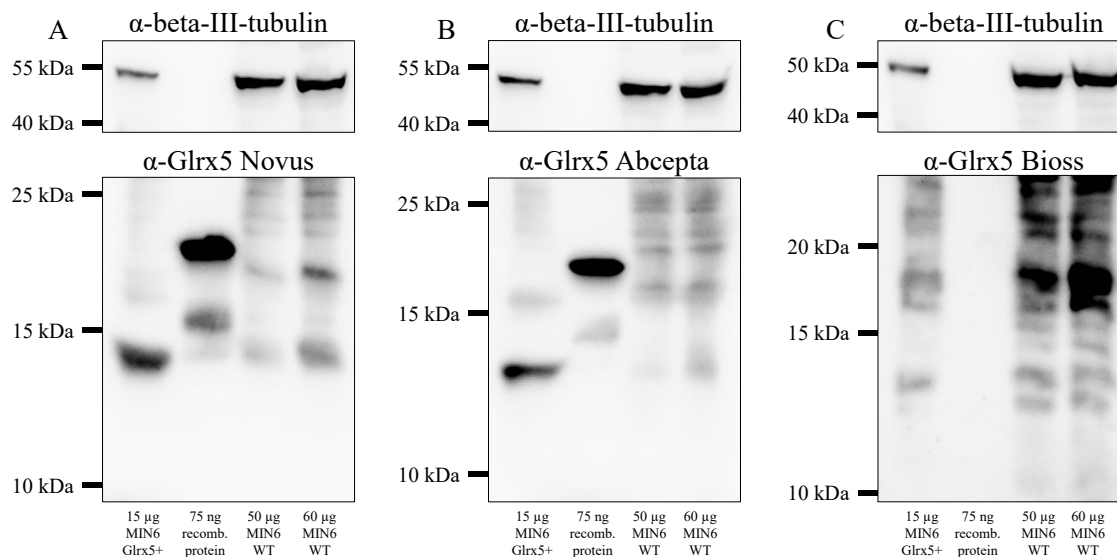 A
α-beta-III-tubulin
55 kDa
40 kDa
α-Glrx5 Novus
25 kDa
15 kDa
10 kDa
15 µg 75 ng 50 µg 60 µg
MIN6 recomb. MIN6 MIN6
Glrx5+ protein WT WT
B
α-beta-III-tubulin
55 kDa
40 kDa
α-Glrx5 Abcepta
25 kDa
15 kDa
10 kDa
15 µg 75 ng 50 µg 60 µg
MIN6 recomb. MIN6 MIN6
Glrx5+ protein WT WT
C
α-beta-III-tubulin
50 kDa
40 kDa
α-Glrx5 Bioss
20 kDa
15 kDa
10 kDa
15 µg 75 ng 50 µg 60 µg
MIN6 recomb. MIN6 MIN6
Glrx5+ protein WT WT